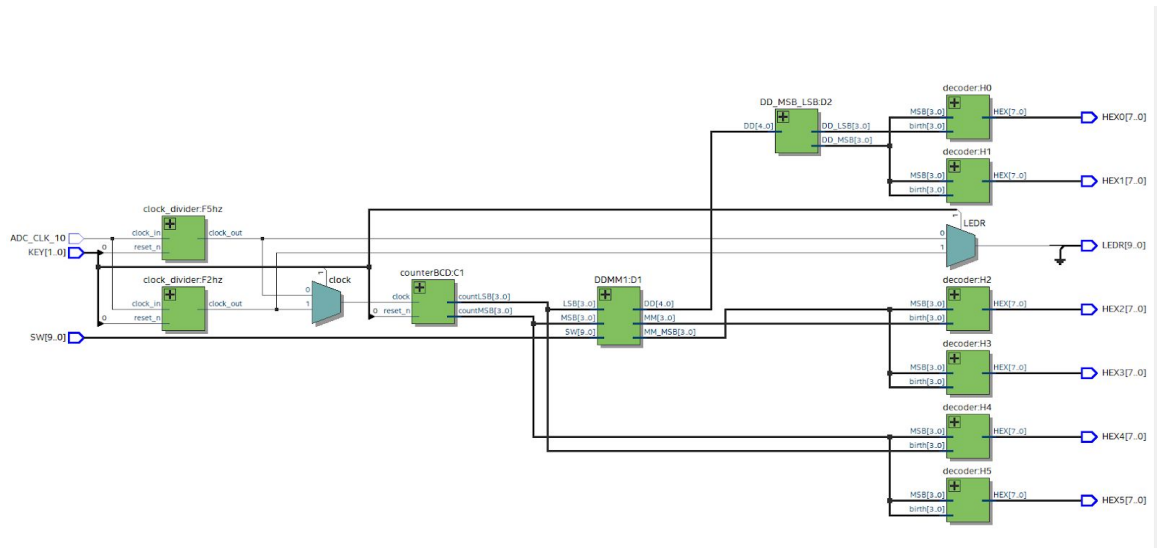 decoder:H0
DD_MSB_LSB:D2
MSB[3..0] HEX[7..0] HEX0[7..0]
DD[4..0] DD_LSB[3..0] birth[3..0]
DD_MSB[3..0]
decoder:H1
MSB[3..0] HEX[7..0] HEX1[7..0]
birth[3..0]
clock_divider:F5hz
1
LEDR
ADC_CLK_10 clock_in clock_out 0
KEY[1..0] 0 reset_n 1 LEDR[9..0]
clock_divider:F2hz
1 clock
counterBCD:C1
decoder:H2
DDMM1:D1
0 clock countLSB[3..0]
clock_in clock_out 1 LSB[3..0] DD[4..0] MSB[3..0] HEX[7..0] HEX2[7..0]
0 reset_n 0 reset_n countMSB[3..0] MSB[3..0] MM[3..0] birth[3..0]
SW[9..0] SW[9..0] MM_MSB[3..0]
decoder:H3
MSB[3..0] HEX[7..0] HEX3[7..0]
birth[3..0]
decoder:H4
MSB[3..0] HEX[7..0] HEX4[7..0]
birth[3..0]
decoder:H5
MSB[3..0] HEX[7..0] HEX5[7..0]
birth[3..0]